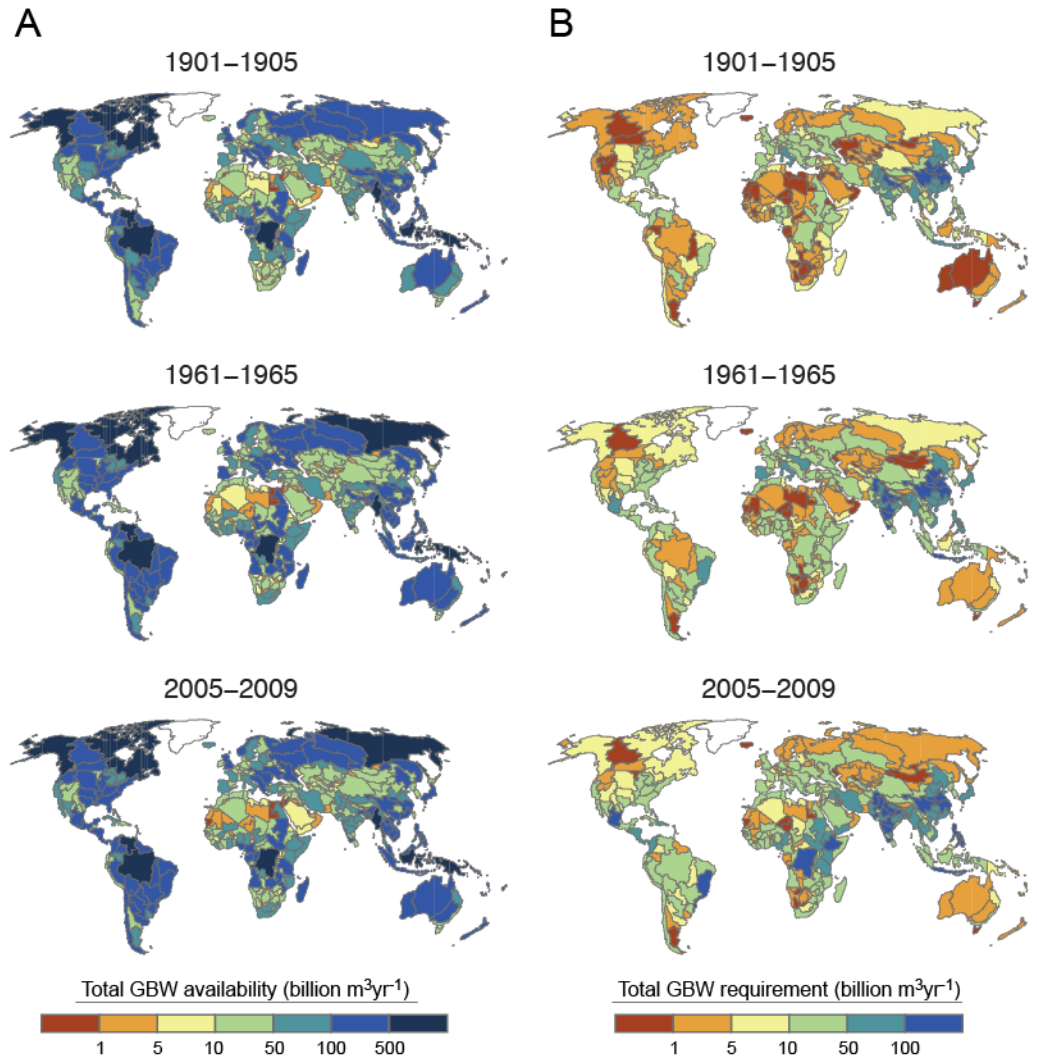 A
B
1901–1905
1901–1905
1961–1965
1961–1965
2005–2009
2005–2009
Total GBW availability (billion m³yr⁻¹)
Total GBW requirement (billion m³yr⁻¹)
1 5 10 50 100 500
1 5 10 50 100